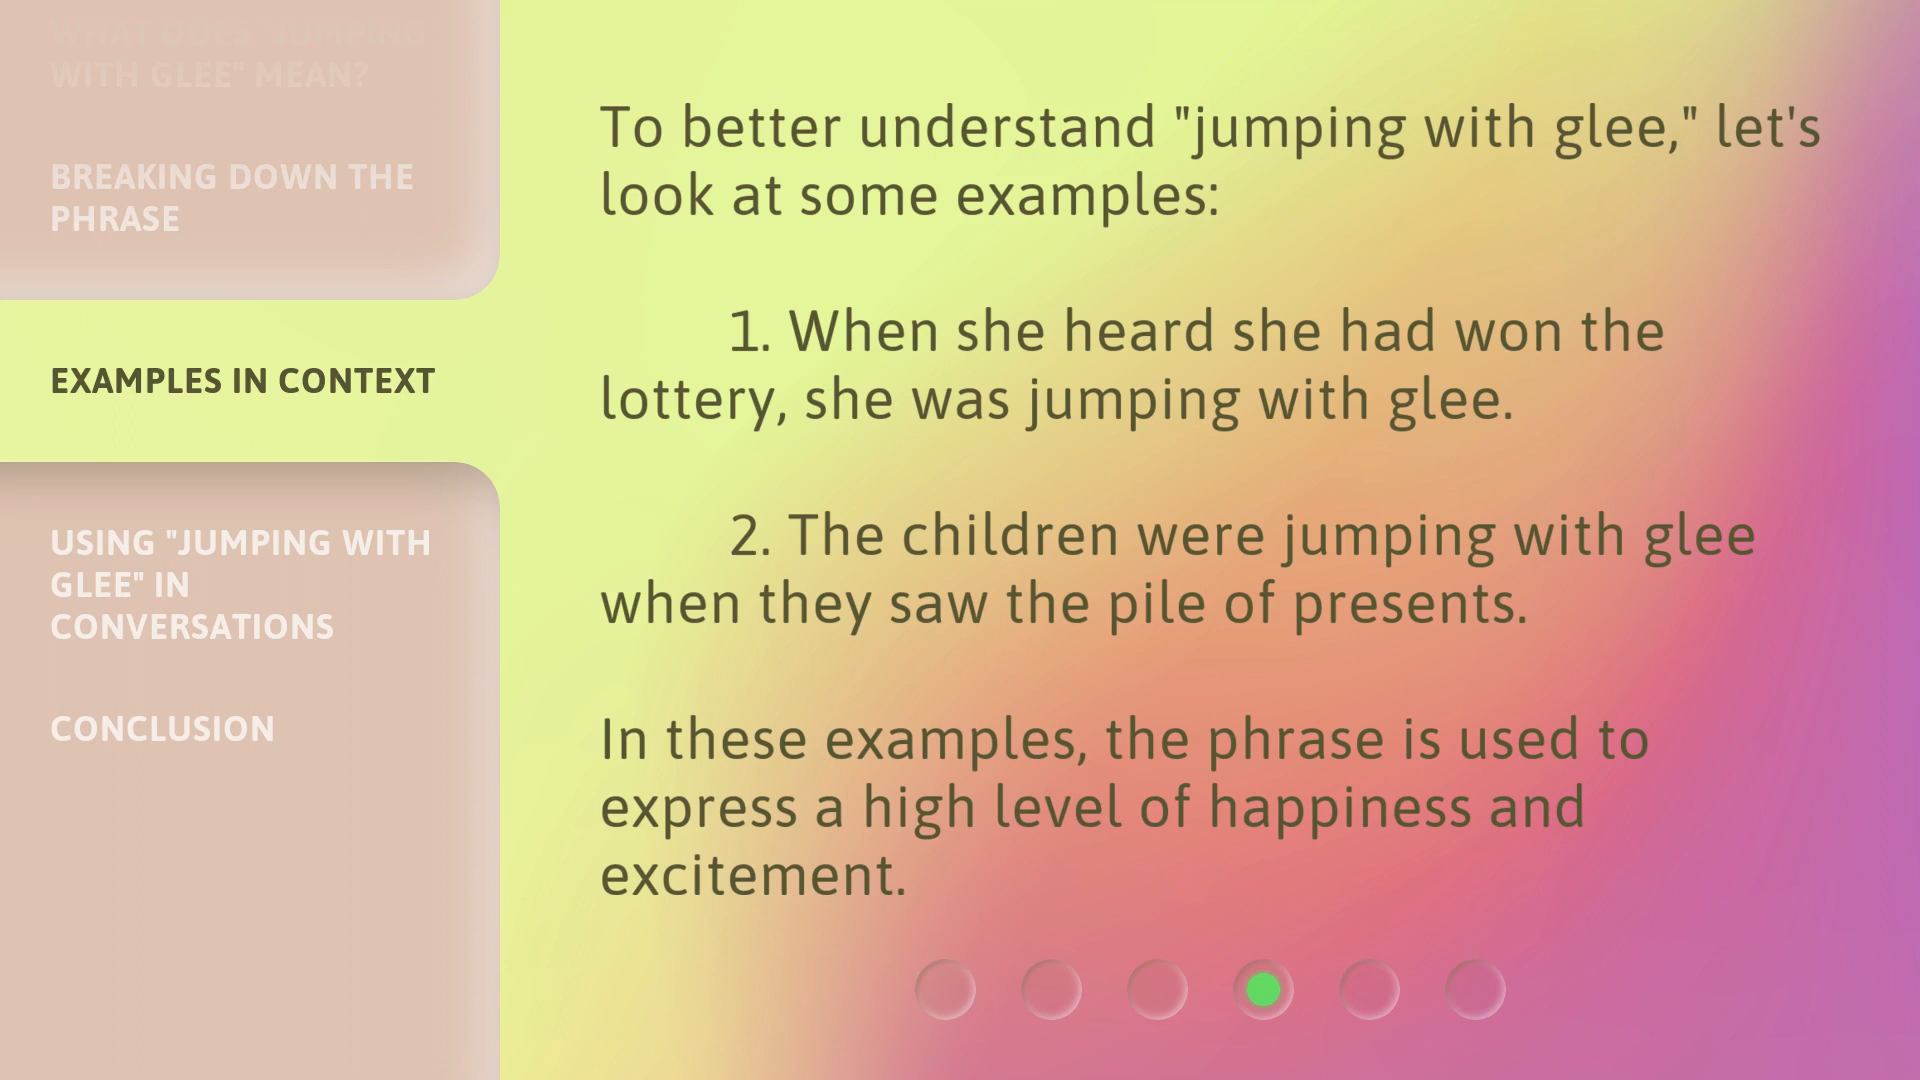 WHAT DOES "JUMPING
WITH GLEE" MEAN?
BREAKING DOWN THE
PHRASE
EXAMPLES IN CONTEXT
USING "JUMPING WITH
GLEE" IN
CONVERSATIONS
CONCLUSION
To better understand "jumping with glee," let's
look at some examples:
1. When she heard she had won the
lottery, she was jumping with glee.
2. The children were jumping with glee
when they saw the pile of presents.
In these examples, the phrase is used to
express a high level of happiness and
excitement.